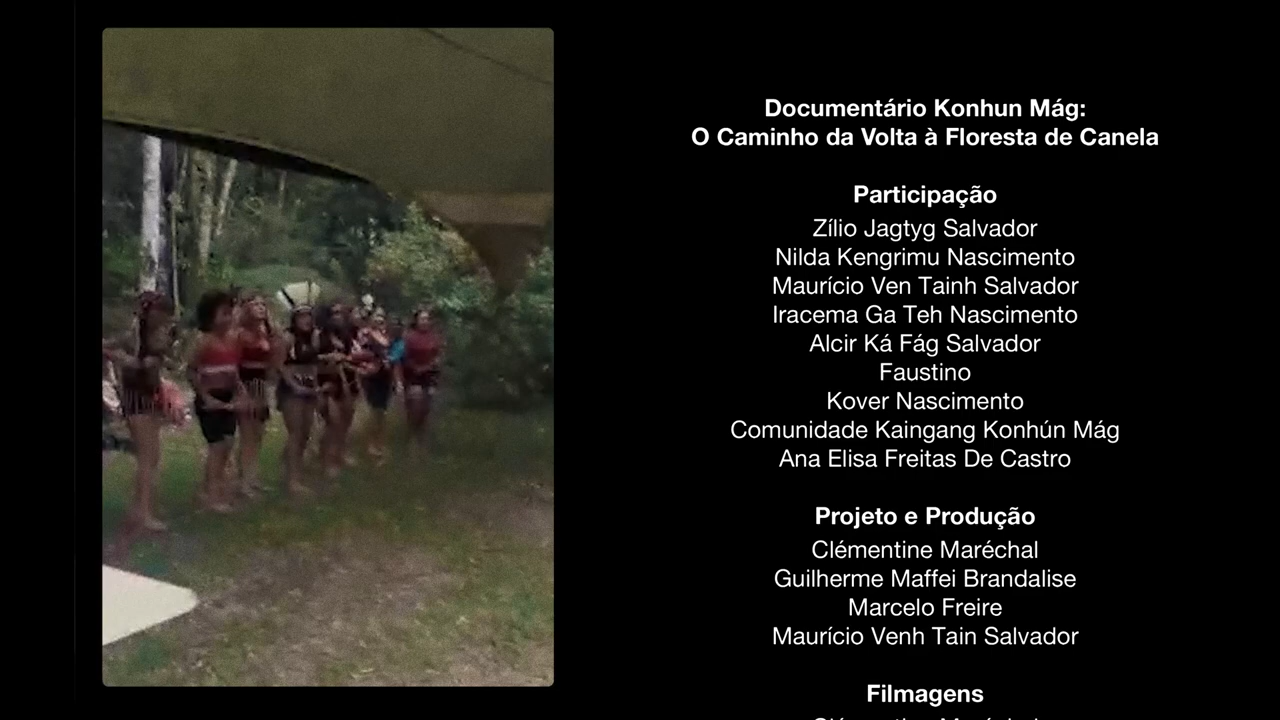 Documentário Konhun Mág:
O Caminho da Volta à Floresta de Canela
Participação
Zílio Jagtyg Salvador
Nilda Kengrimu Nascimento
Maurício Ven Tainh Salvador
Iracema Ga Teh Nascimento
Alcir Ká Fág Salvador
Faustino
Kover Nascimento
Comunidade Kaingang Konhún Mág
Ana Elisa Freitas De Castro
Projeto e Produção
Clémentine Maréchal
Guilherme Maffei Brandalise
Marcelo Freire
Maurício Venh Tain Salvador
Filmagens